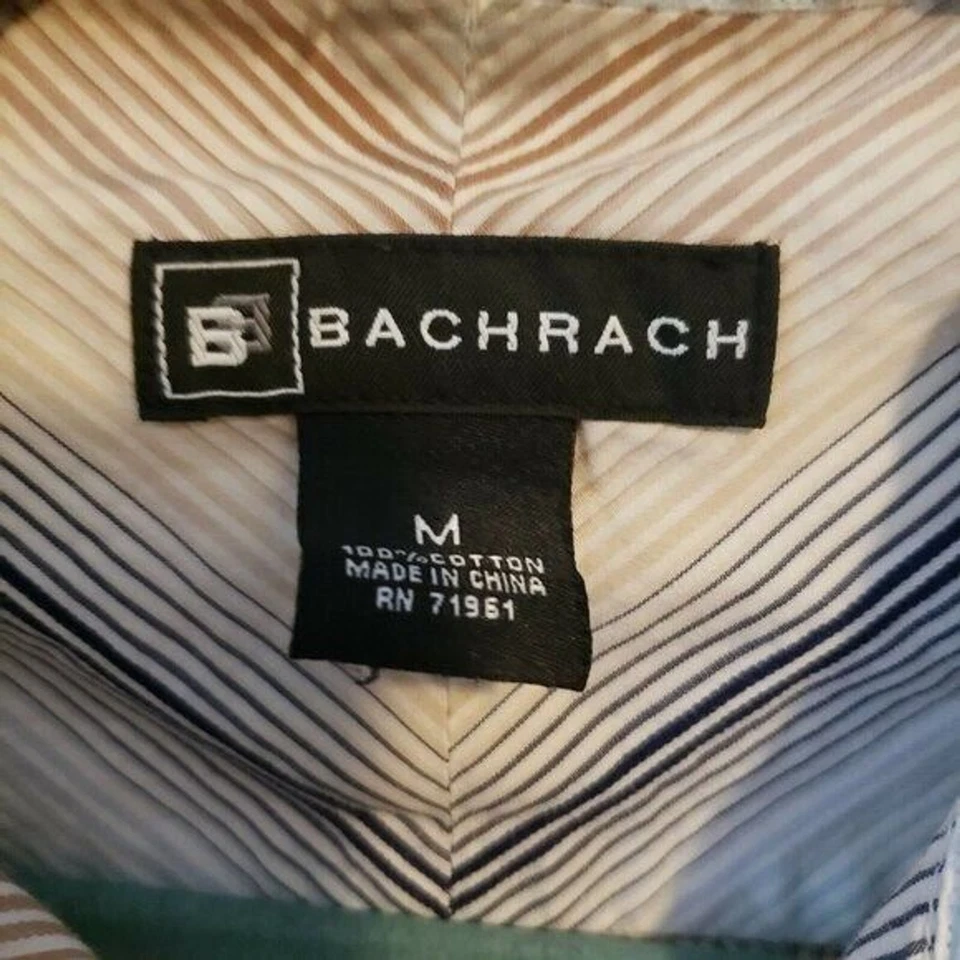 B BACHRACH
M
100% COTTON
MADE IN CHINA
RN 71961